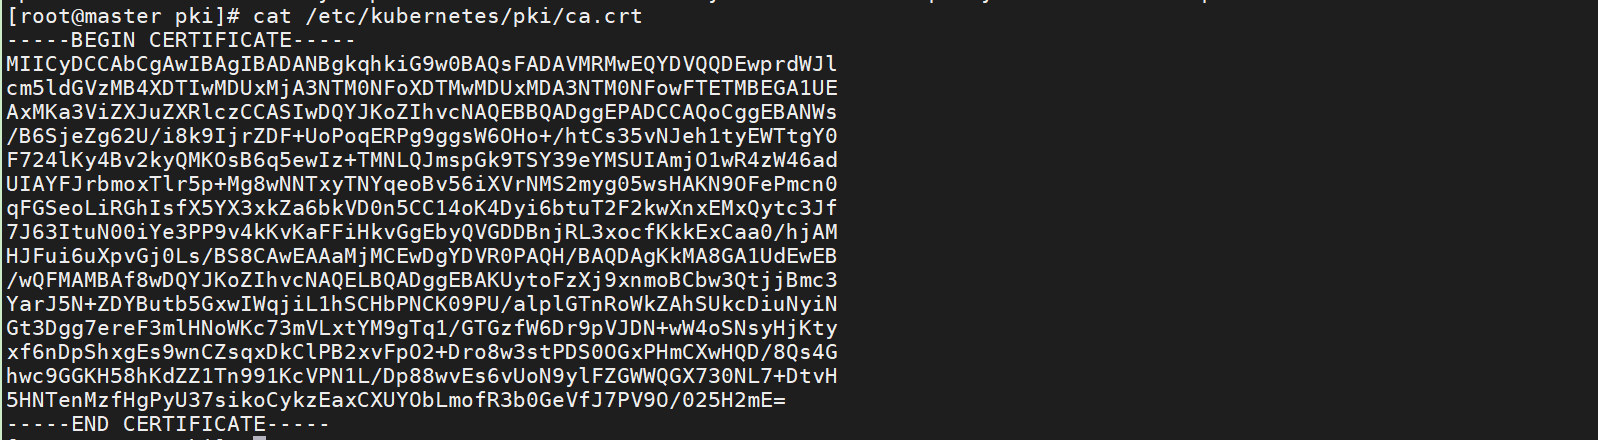 [root@master pki]# cat /etc/kubernetes/pki/ca.crt
-----BEGIN CERTIFICATE-----
MIICyDCCAbCgAwIBAgIBADANBgkqhkiG9w0BAQsFADAVMRMwEQYDVQQDEwprdWJl
cm5ldGVzMB4XDTIwMDUxMjA3NTM0NFoXDTMwMDUxMDA3NTM0NFowFTETMBEGA1UE
AxMKa3ViZXJuZXRlczCCASIwDQYJKoZIhvcNAQEBBQADggEPADCCAQoCggEBANWs
/B6SjeZg62U/i8k9IjrZDF+UoPoqERPg9ggsW6OHo+/htCs35vNJeh1tyEWTtgY0
F724lKy4Bv2kyQMKOsB6q5ewIz+TMNLQJmspGk9TSY39eYMSUIAmjO1wR4zW46ad
UIAYFJrbmoxTlr5p+Mg8wNNTxyTNYqeoBv56iXVrNMS2myg05wsHAKN9OFePmcn0
qFGSeoLiRGhIsfX5YX3xkZa6bkVD0n5CC14oK4Dyi6btuT2F2kwXnxEMxQytc3Jf
7J63ItuN00iYe3PP9v4kKvKaFFiHkvGgEbyQVGDDBnjRL3xocfKkkExCaa0/hjAM
HJFui6uXpvGj0Ls/BS8CAwEAAaMjMCEwDgYDVR0PAQH/BAQDAgKkMA8GA1UdEwEB
/wQFMAMBAf8wDQYJKoZIhvcNAQELBQADggEBAKUytoFzXj9xnmoBCbw3QtjjBmc3
YarJ5N+ZDYButb5GxwIWqjiL1hSCHbPNCK09PU/alplGTnRoWkZAhSUkcDiuNyiN
Gt3Dgg7ereF3mlHNoWKc73mVLxtYM9gTq1/GTGzfW6Dr9pVJDN+wW4oSNsyHjKty
xf6nDpShxgEs9wnCZsqxDkClPB2xvFpO2+Dro8w3stPDS0OGxPHmCXwHQD/8Qs4G
hwc9GGKH58hKdZZ1Tn991KcVPN1L/Dp88wvEs6vUoN9ylFZGWWQGX730NL7+DtvH
5HNTenMzfHgPyU37sikoCykzEaxCXUYObLmofR3b0GeVfJ7PV9O/025H2mE=
-----END CERTIFICATE-----